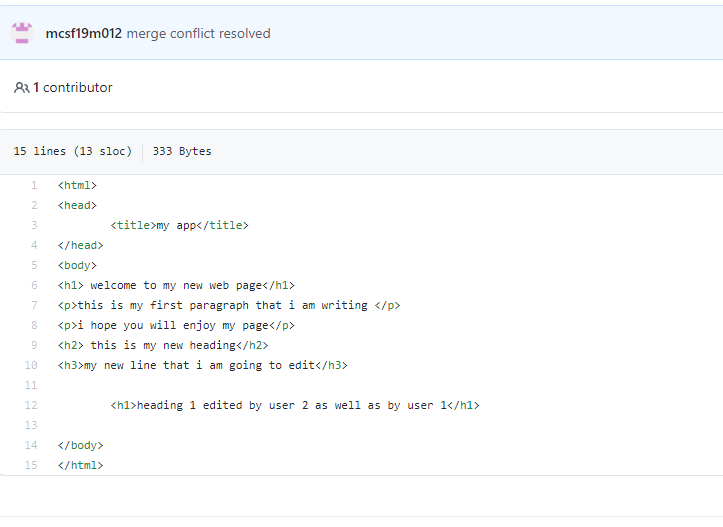 mcsf19m012 merge conflict resolved
1 contributor
15 lines (13 sloc) 333 Bytes
1 <html>
2 <head>
3 <title>my app</title>
4 </head>
5 <body>
6 <h1> welcome to my new web page</h1>
7 <p>this is my first paragraph that i am writing </p>
8 <p>i hope you will enjoy my page</p>
9 <h2> this is my new heading</h2>
10 <h3>my new line that i am going to edit</h3>
11
12 <h1>heading 1 edited by user 2 as well as by user 1</h1>
13
14 </body>
15 </html>